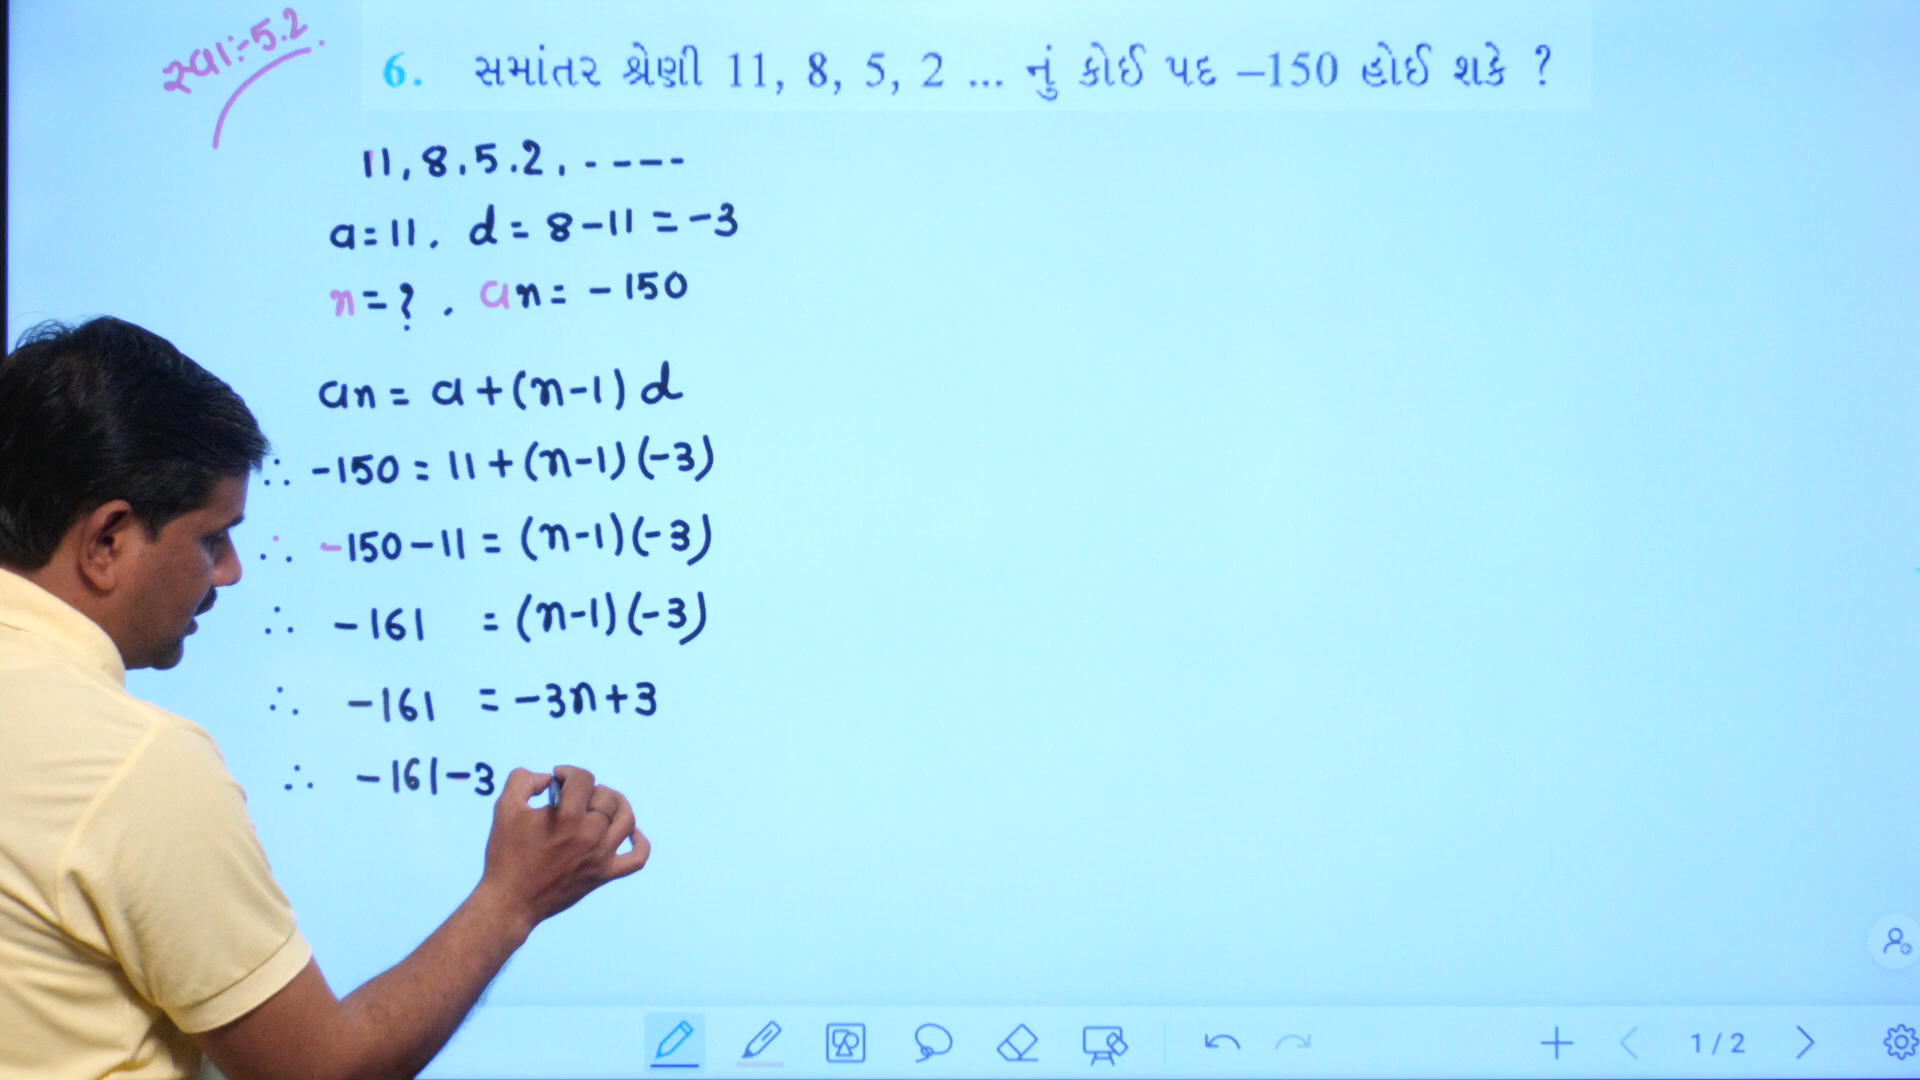 સ્વા:-5.2
6. સમાંતર શ્રેણી 11, 8, 5, 2 ... નું કોઈ પદ –150 હોઈ શકે ?
11, 8, 5, 2, -----
a = 11, d = 8 - 11 = -3
n = ?, an = -150
an = a + (n-1) d
∴ -150 = 11 + (n-1) (-3)
∴ -150 - 11 = (n-1) (-3)
∴ -161 = (n-1) (-3)
∴ -161 = -3n + 3
∴ -161 - 3
1 / 2